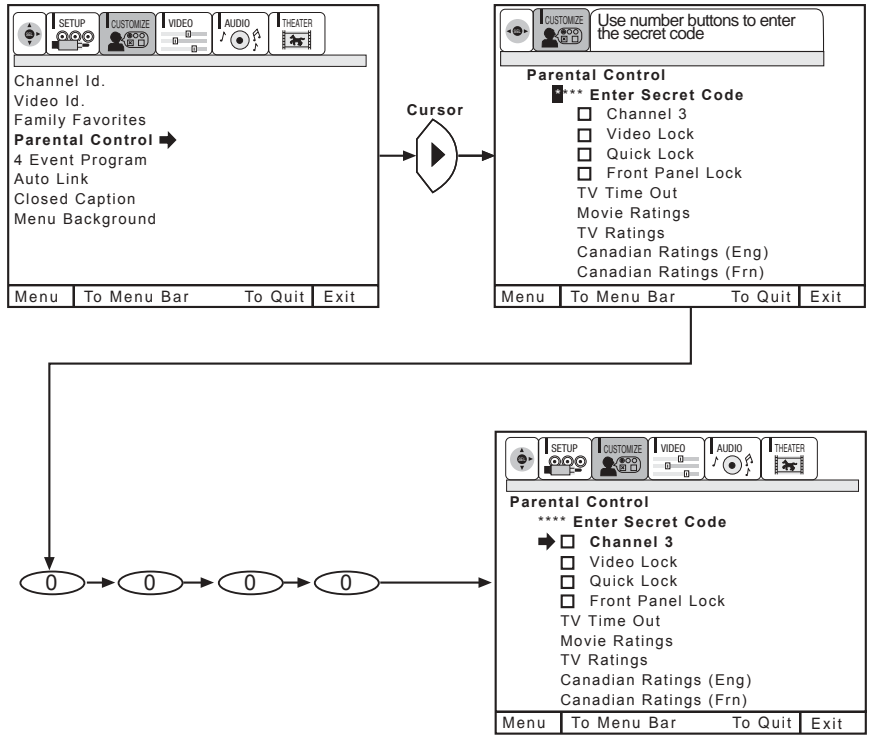 SETUP CUSTOMIZE VIDEO AUDIO THEATER
Channel Id.
Video Id.
Family Favorites
Parental Control
4 Event Program
Auto Link
Closed Caption
Menu Background
Menu To Menu Bar To Quit Exit
Cursor
CUSTOMIZE Use number buttons to enter
the secret code
Parental Control
**** Enter Secret Code
Channel 3
Video Lock
Quick Lock
Front Panel Lock
TV Time Out
Movie Ratings
TV Ratings
Canadian Ratings (Eng)
Canadian Ratings (Frn)
Menu To Menu Bar To Quit Exit
0 0 0 0
SETUP CUSTOMIZE VIDEO AUDIO THEATER
Parental Control
**** Enter Secret Code
Channel 3
Video Lock
Quick Lock
Front Panel Lock
TV Time Out
Movie Ratings
TV Ratings
Canadian Ratings (Eng)
Canadian Ratings (Frn)
Menu To Menu Bar To Quit Exit